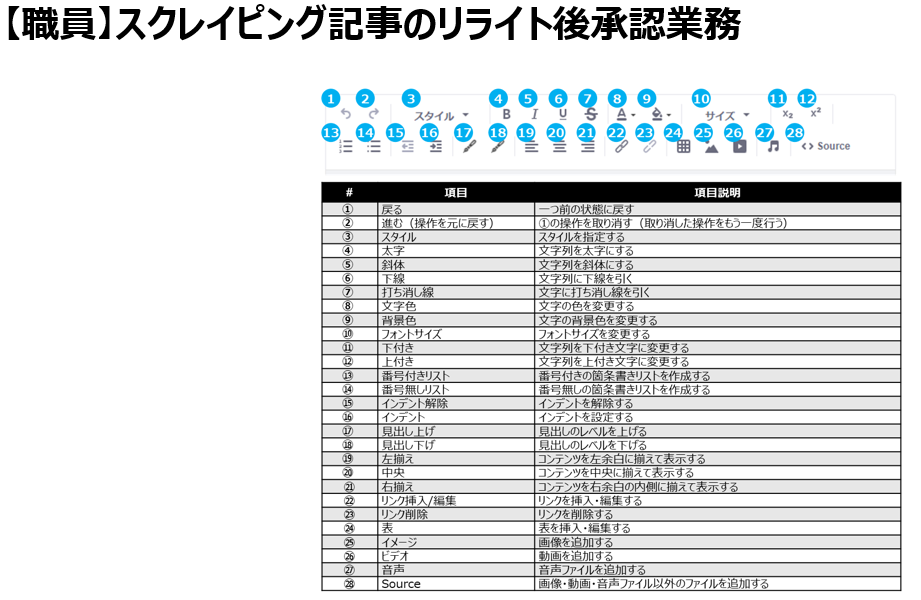 【職員】スクレイピング記事のリライト後承認業務
1 2 3 4 5 6 7 8 9 10 11 12
スタイル B I U S A サイズ x₂ x²
13 14 15 16 17 18 19 20 21 22 23 24 25 26 27 28
<> Source
# 項目 項目説明
① 戻る 一つ前の状態に戻す
② 進む（操作を元に戻す） ①の操作を取り消す（取り消した操作をもう一度行う）
③ スタイル スタイルを指定する
④ 太字 文字列を太字にする
⑤ 斜体 文字列を斜体にする
⑥ 下線 文字列に下線を引く
⑦ 打ち消し線 文字に打ち消し線を引く
⑧ 文字色 文字の色を変更する
⑨ 背景色 文字の背景色を変更する
⑩ フォントサイズ フォントサイズを変更する
⑪ 下付き 文字列を下付き文字に変更する
⑫ 上付き 文字列を上付き文字に変更する
⑬ 番号付きリスト 番号付きの箇条書きリストを作成する
⑭ 番号無しリスト 番号無しの箇条書きリストを作成する
⑮ インデント解除 インデントを解除する
⑯ インデント インデントを設定する
⑰ 見出し上げ 見出しのレベルを上げる
⑱ 見出し下げ 見出しのレベルを下げる
⑲ 左揃え コンテンツを左余白に揃えて表示する
⑳ 中央 コンテンツを中央に揃えて表示する
㉑ 右揃え コンテンツを右余白の内側に揃えて表示する
㉒ リンク挿入/編集 リンクを挿入・編集する
㉓ リンク削除 リンクを削除する
㉔ 表 表を挿入・編集する
㉕ イメージ 画像を追加する
㉖ ビデオ 動画を追加する
㉗ 音声 音声ファイルを追加する
㉘ Source 画像・動画・音声ファイル以外のファイルを追加する